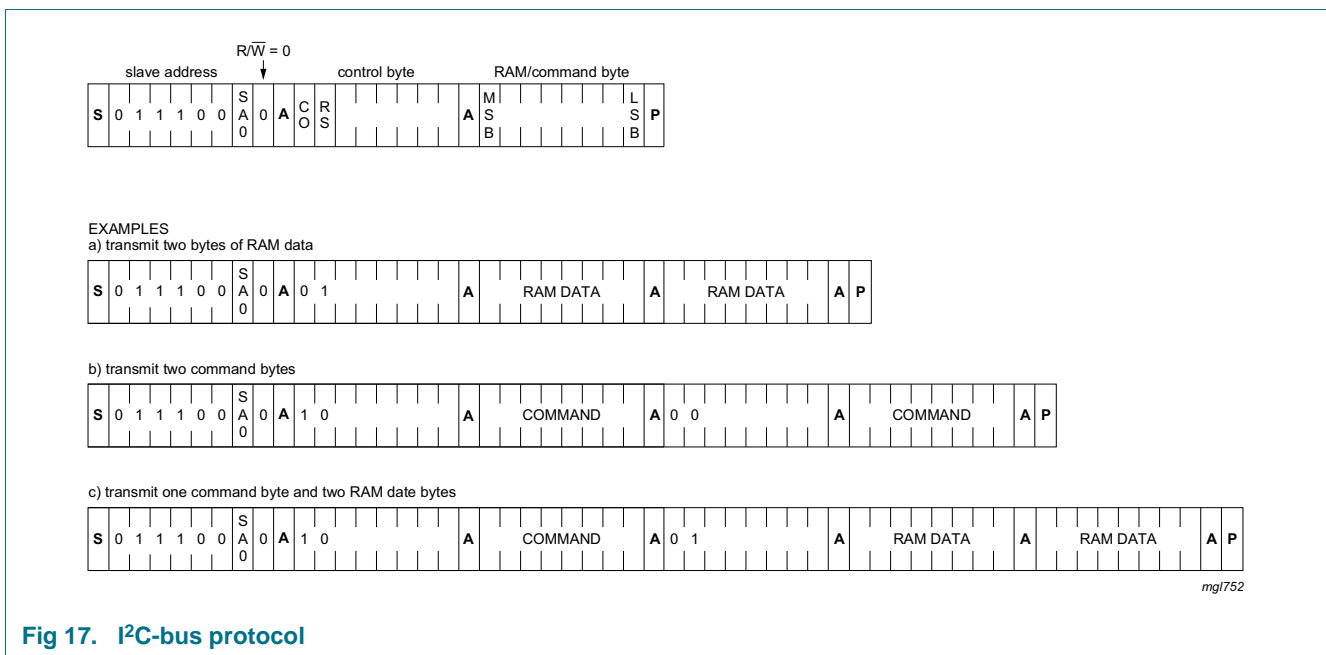 R/W = 0
slave address control byte RAM/command byte
S 0 1 1 1 0 0 SA0 0 A CO RS A MSB LSB P
EXAMPLES
a) transmit two bytes of RAM data
S 0 1 1 1 0 0 SA0 0 A 0 1 A RAM DATA A RAM DATA A P
b) transmit two command bytes
S 0 1 1 1 0 0 SA0 0 A 1 0 A COMMAND A 0 0 A COMMAND A P
c) transmit one command byte and two RAM date bytes
S 0 1 1 1 0 0 SA0 0 A 1 0 A COMMAND A 0 1 A RAM DATA A RAM DATA A P
mgl752
Fig 17. I²C-bus protocol